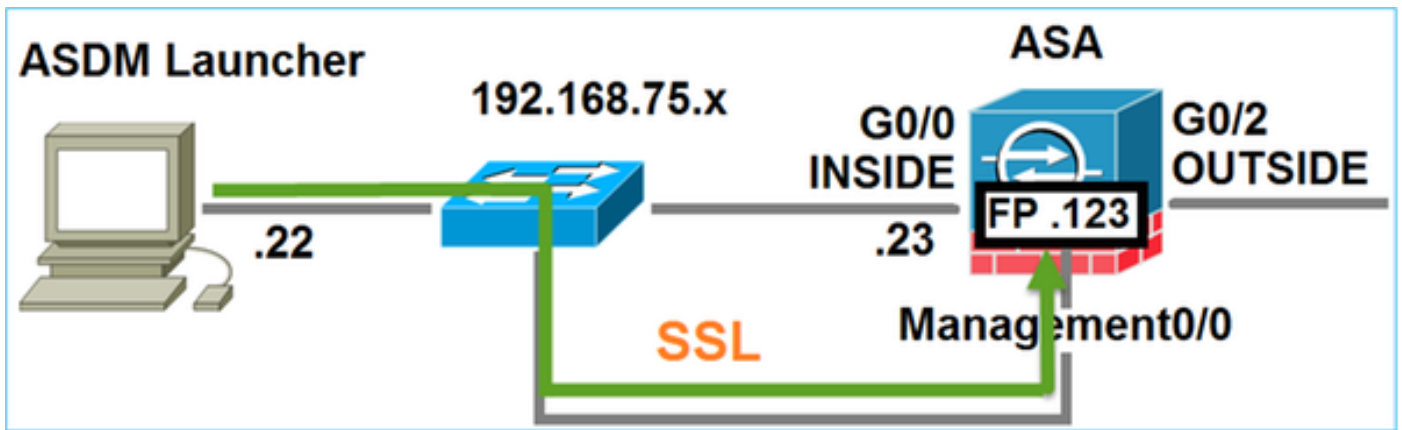 ASDM Launcher
192.168.75.x
ASA
G0/0
INSIDE
G0/2
OUTSIDE
FP .123
.22
.23
SSL
Management0/0